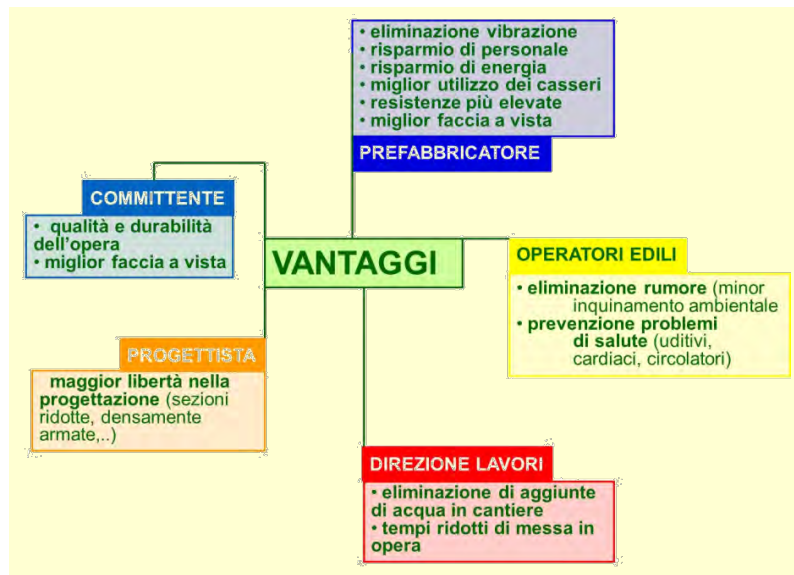 • eliminazione vibrazione
• risparmio di personale
• risparmio di energia
• miglior utilizzo dei casseri
• resistenze più elevate
• miglior faccia a vista
PREFABBRICATORE
COMMITTENTE
• qualità e durabilità
dell'opera
• miglior faccia a vista
VANTAGGI
OPERATORI EDILI
• eliminazione rumore (minor
inquinamento ambientale
• prevenzione problemi
di salute (uditivi,
cardiaci, circolatori)
PROGETTISTA
maggior libertà nella
progettazione (sezioni
ridotte, densamente
armate,..)
DIREZIONE LAVORI
• eliminazione di aggiunte
di acqua in cantiere
• tempi ridotti di messa in
opera